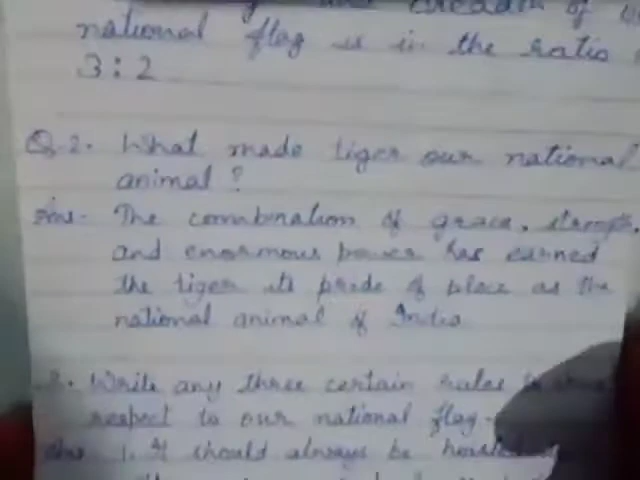 of
national flag is in the ratio
3 : 2
Q.2. What made tiger our national
animal ?
Ans - The combination of grace,
and enormous power has earned
the tiger its pride of place as the
national animal of India
Write any three certain rules
respect to our national flag -
Ans 1. It should always be